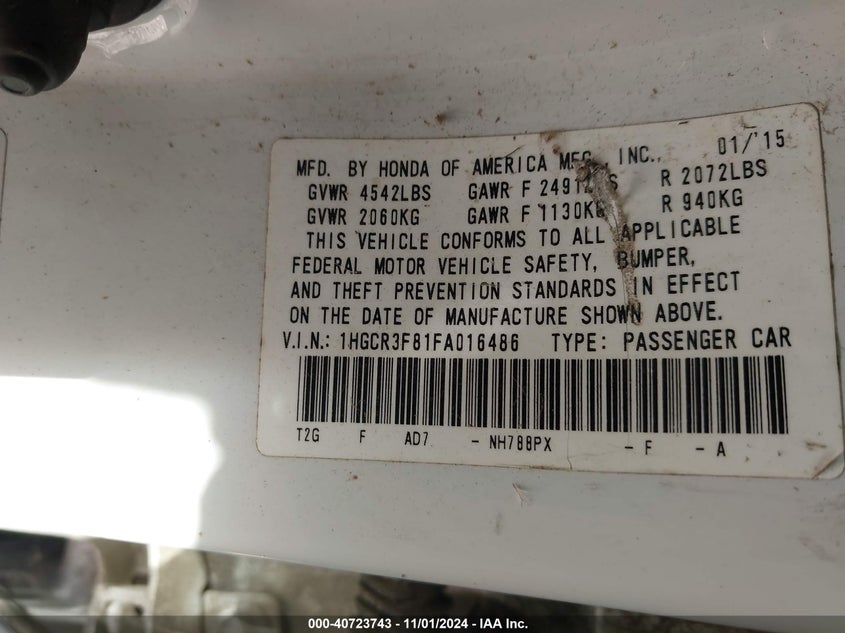 MFD. BY HONDA OF AMERICA MFG., INC., 01/'15
GVWR 4542LBS GAWR F 2491LBS R 2072LBS
GVWR 2060KG GAWR F 1130KG R 940KG
THIS VEHICLE CONFORMS TO ALL APPLICABLE
FEDERAL MOTOR VEHICLE SAFETY, BUMPER,
AND THEFT PREVENTION STANDARDS IN EFFECT
ON THE DATE OF MANUFACTURE SHOWN ABOVE.
V.I.N.: 1HGCR3F81FA016486 TYPE: PASSENGER CAR
T2G F AD7 - NH788PX - F - A
000-40723743 - 11/01/2024 - IAA Inc.